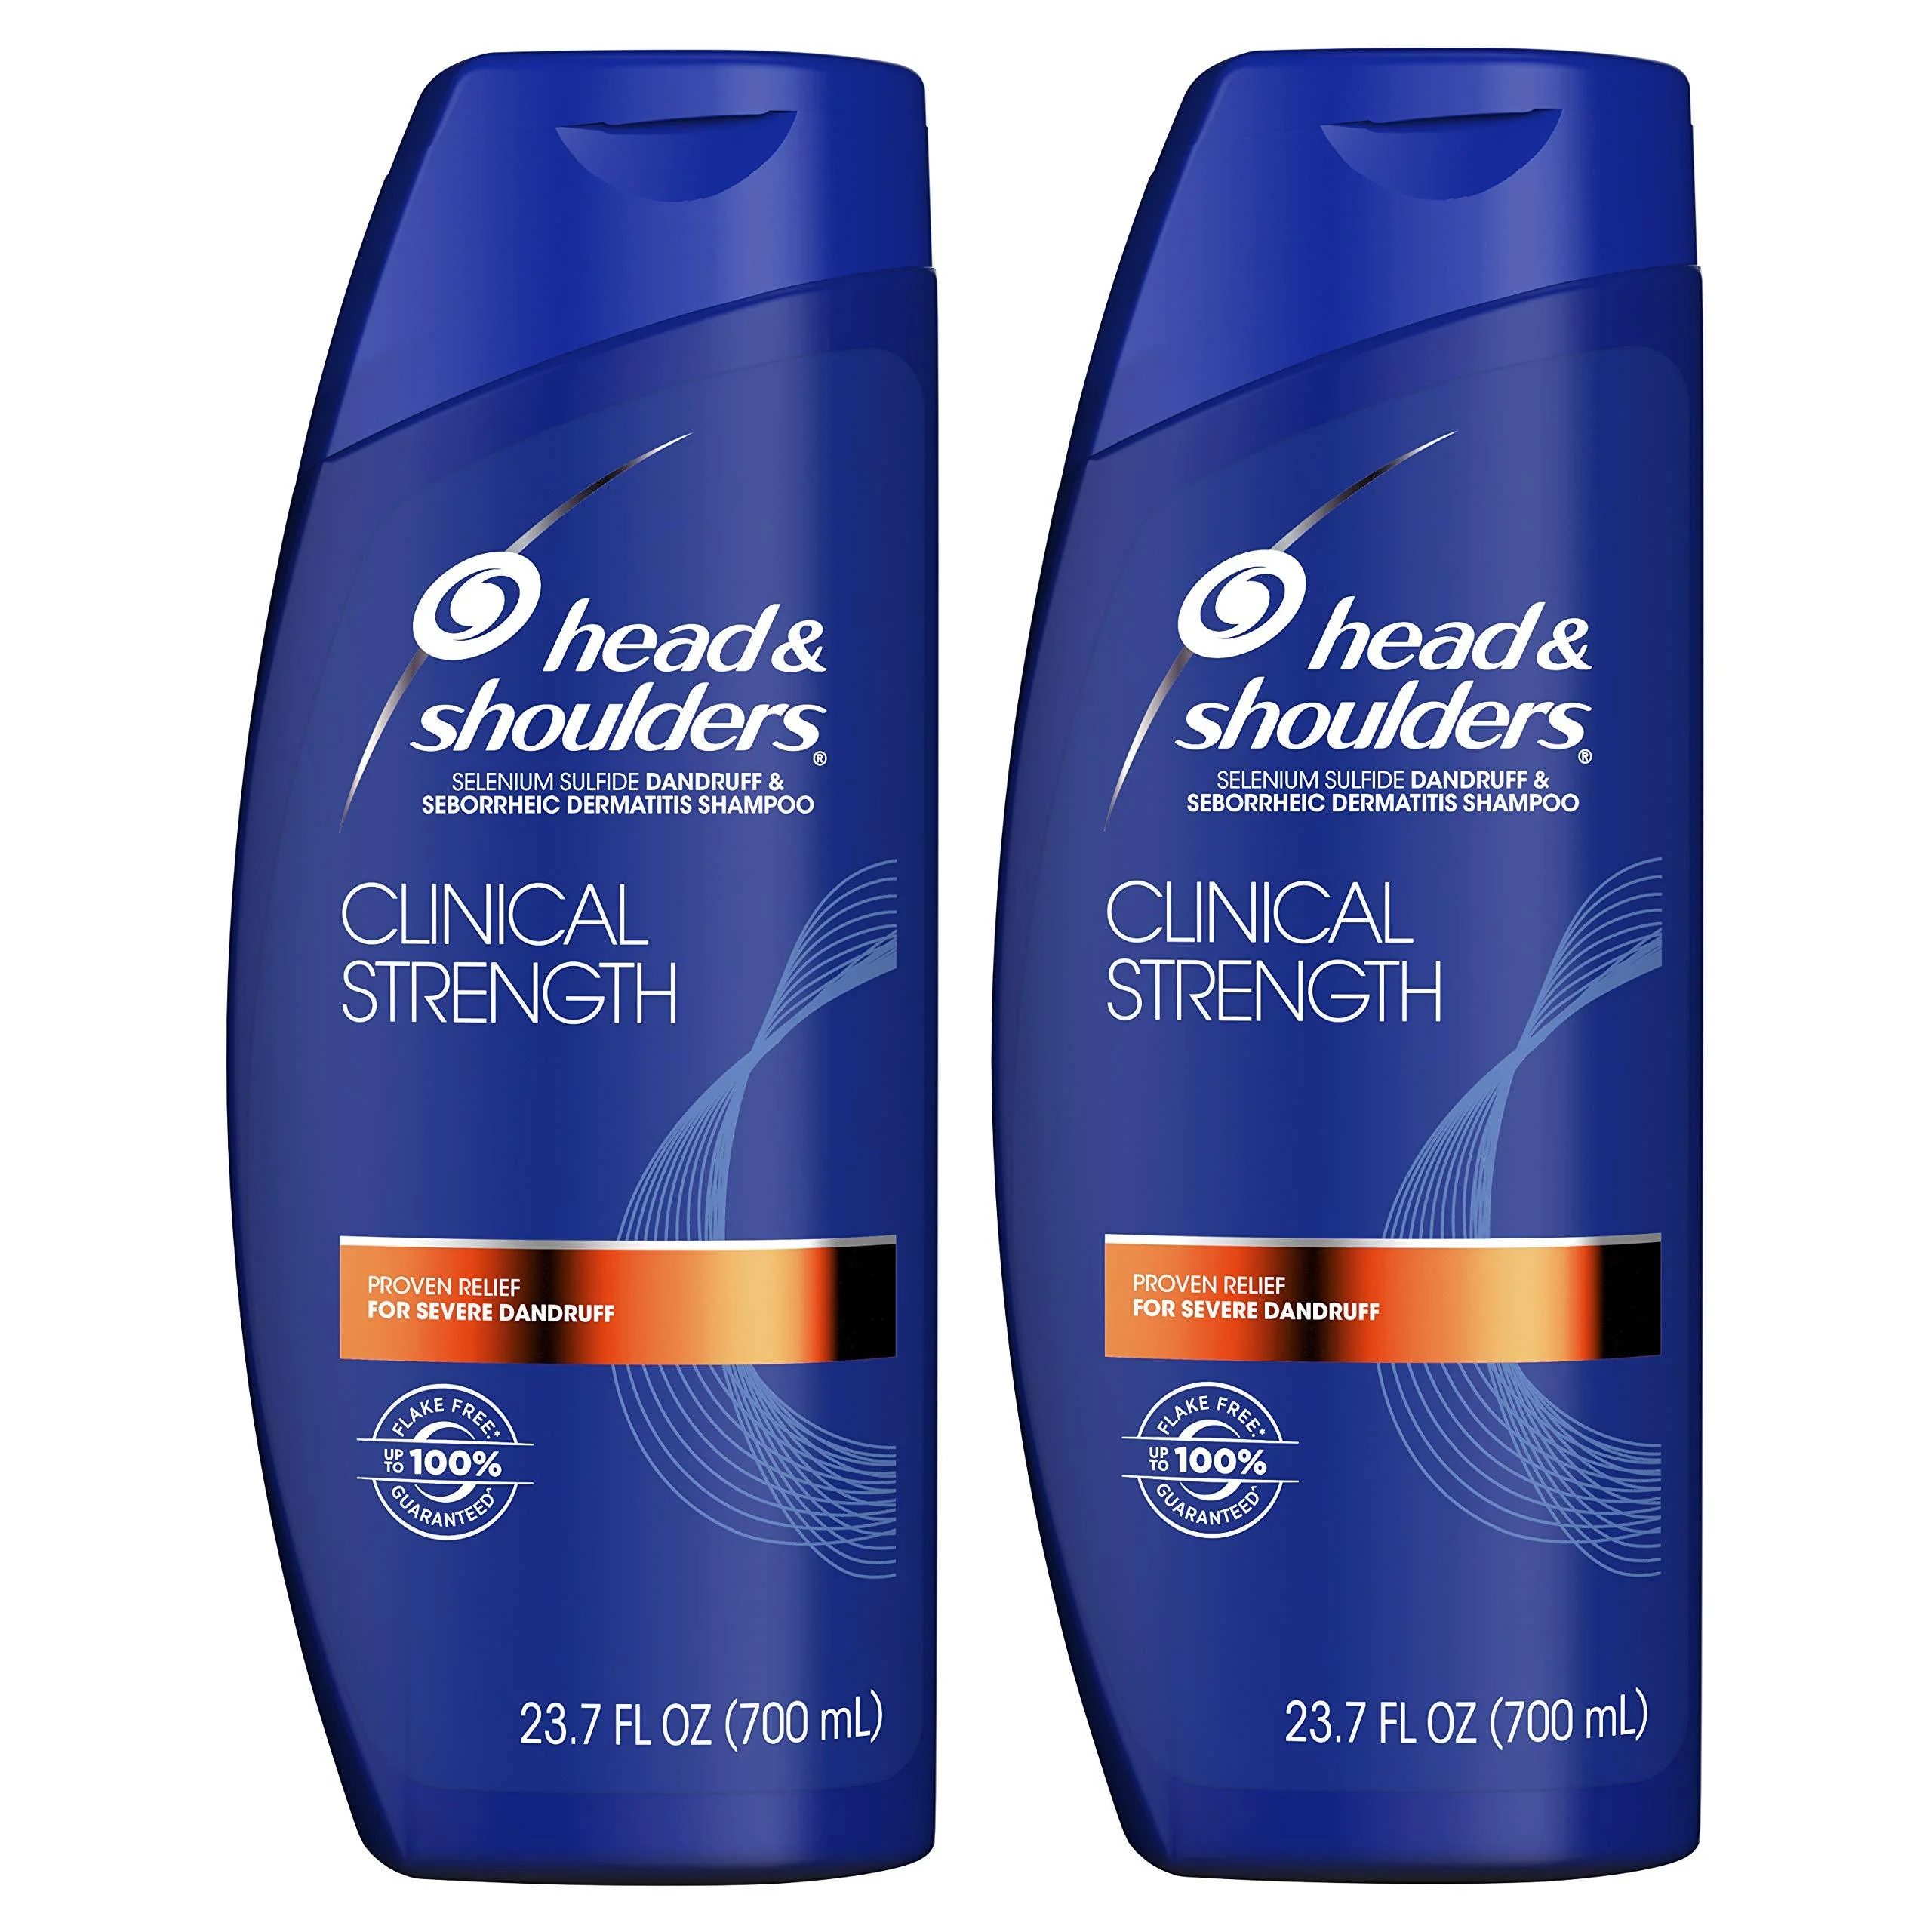 head &
shoulders®
SELENIUM SULFIDE DANDRUFF &
SEBORRHEIC DERMATITIS SHAMPOO
CLINICAL
STRENGTH
PROVEN RELIEF
FOR SEVERE DANDRUFF
FLAKE FREE.*
UP
TO 100%
GUARANTEED^
23.7 FL OZ (700 mL)
head &
shoulders®
SELENIUM SULFIDE DANDRUFF &
SEBORRHEIC DERMATITIS SHAMPOO
CLINICAL
STRENGTH
PROVEN RELIEF
FOR SEVERE DANDRUFF
FLAKE FREE.*
UP
TO 100%
GUARANTEED^
23.7 FL OZ (700 mL)